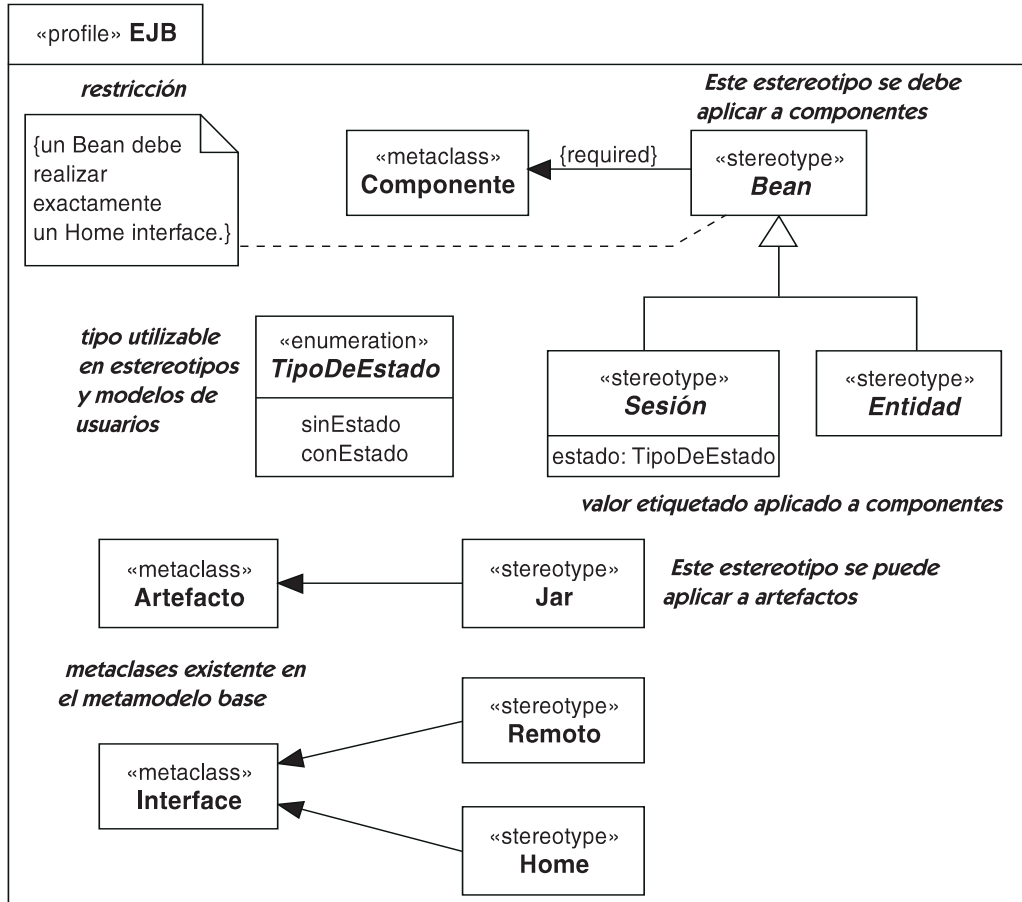 «profile» EJB
restricción
{un Bean debe
realizar
exactamente
un Home interface.}
«metaclass»
Componente
{required}
Este estereotipo se debe
aplicar a componentes
«stereotype»
Bean
tipo utilizable
en estereotipos
y modelos de
usuarios
«enumeration»
TipoDeEstado
sinEstado
conEstado
«stereotype»
Sesión
estado: TipoDeEstado
«stereotype»
Entidad
valor etiquetado aplicado a componentes
«metaclass»
Artefacto
«stereotype»
Jar
Este estereotipo se puede
aplicar a artefactos
metaclases existente en
el metamodelo base
«metaclass»
Interface
«stereotype»
Remoto
«stereotype»
Home